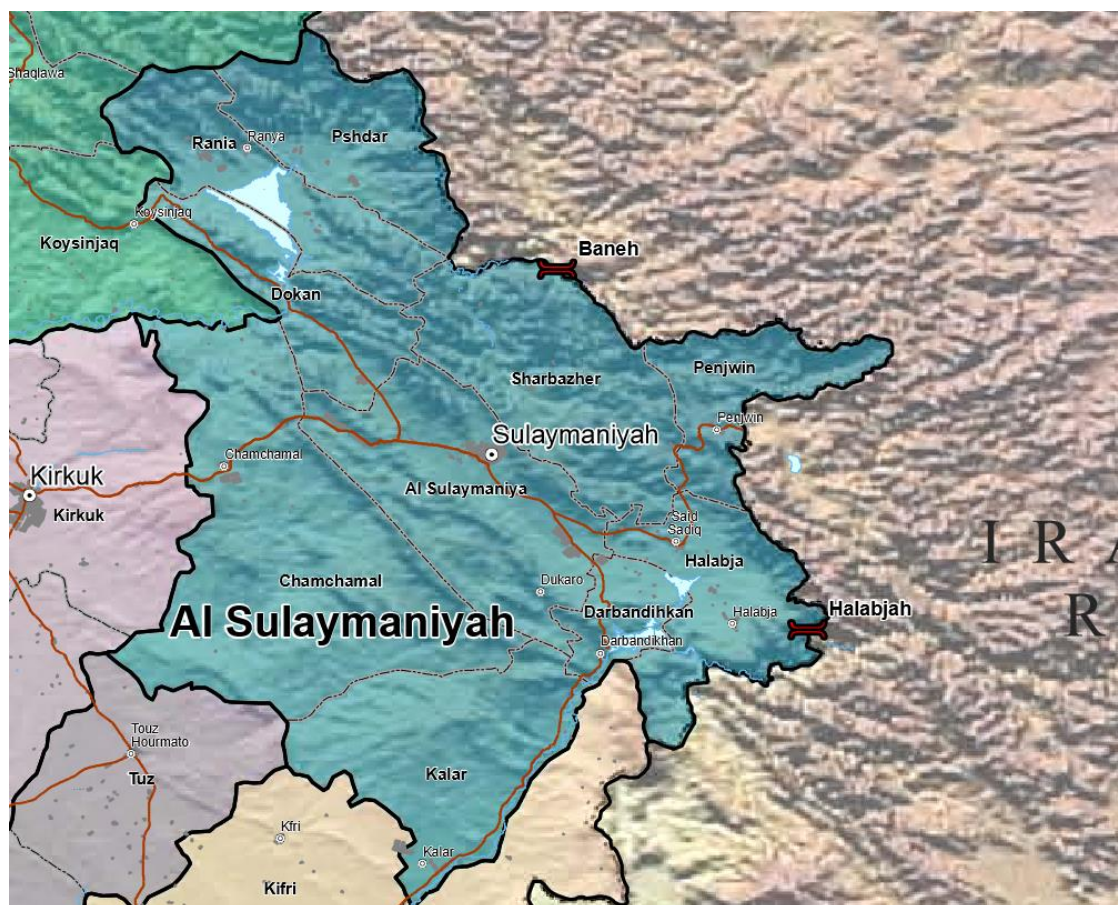 Shaqlawa
Rania
Ranya
Pshdar
Koysinjaq
Koysinjaq
Baneh
Dokan
Penjwin
Sharbazher
Penjwin
Sulaymaniyah
Chamchamal
Kirkuk
Al Sulaymaniya
Kirkuk
Said
Sadiq
I R A
Halabja
Chamchamal
Dukaro
Al Sulaymaniyah
Darbandihkan
Halabja
Halabjah
R
Darbandikhan
Touz
Hourmato
Tuz
Kalar
Kfri
Kalar
Kifri